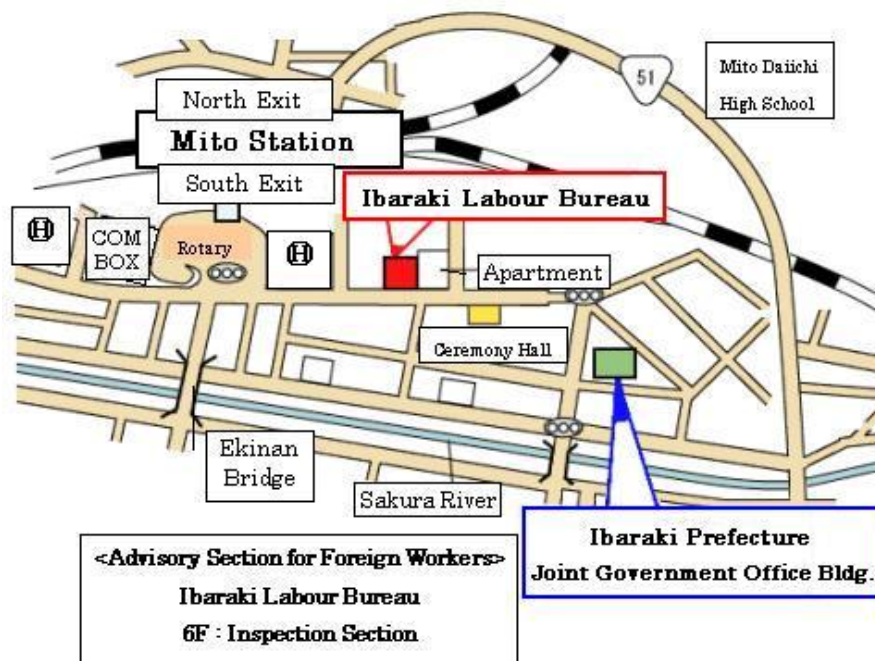 51
Mito Daiichi
High School
North Exit
Mito Station
South Exit
Ibaraki Labour Bureau
H
COM
BOX
Rotary
H
Apartment
Ceremony Hall
Ekinan
Bridge
Sakura River
Ibaraki Prefecture
Joint Government Office Bldg.
<Advisory Section for Foreign Workers>
Ibaraki Labour Bureau
6F : Inspection Section